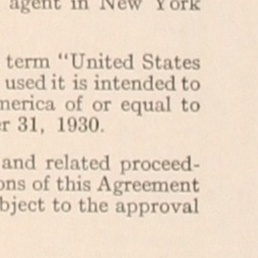 agent in New York
term "United States
used it is intended to
merica of or equal to
r 31, 1930.
and related proceed-
ons of this Agreement
bject to the approval